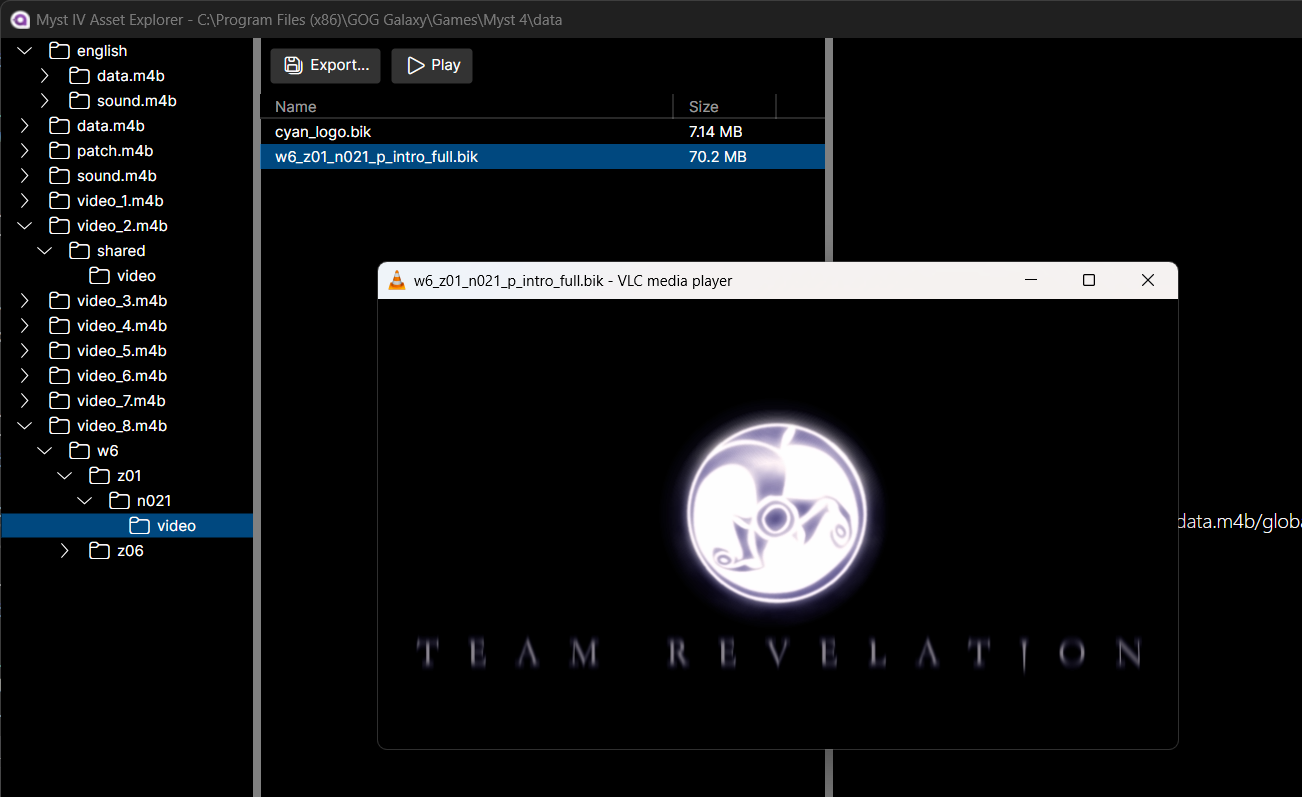 Myst IV Asset Explorer - C:\Program Files (x86)\GOG Galaxy\Games\Myst 4\data
english
data.m4b
sound.m4b
data.m4b
patch.m4b
sound.m4b
video_1.m4b
video_2.m4b
shared
video
video_3.m4b
video_4.m4b
video_5.m4b
video_6.m4b
video_7.m4b
video_8.m4b
w6
z01
n021
video
z06
Export... Play
Name Size
cyan_logo.bik 7.14 MB
w6_z01_n021_p_intro_full.bik 70.2 MB
w6_z01_n021_p_intro_full.bik - VLC media player
TEAM REVELATION
data.m4b/globa